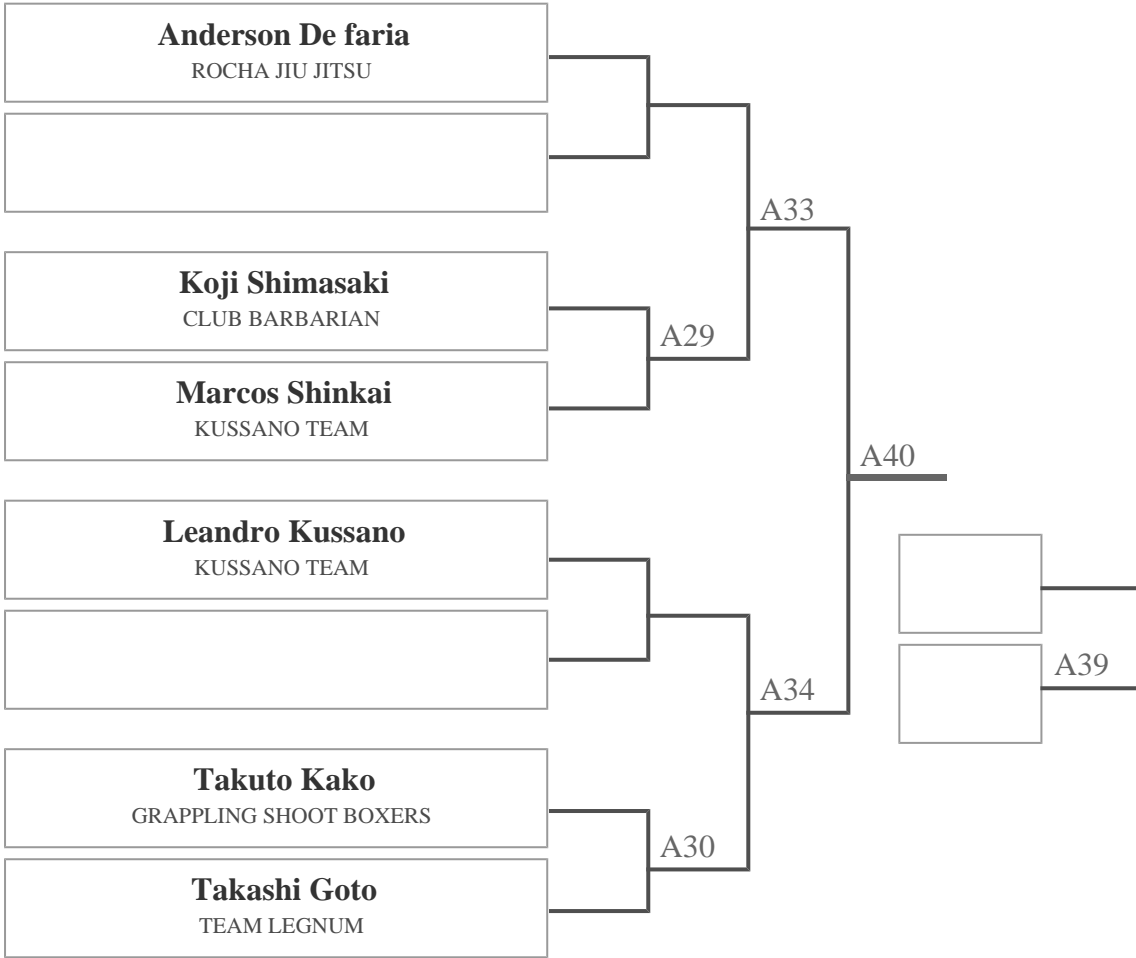 Anderson De faria
ROCHA JIU JITSU
A33
Koji Shimasaki
CLUB BARBARIAN
A29
Marcos Shinkai
KUSSANO TEAM
A40
Leandro Kussano
KUSSANO TEAM
A39
A34
Takuto Kako
GRAPPLING SHOOT BOXERS
A30
Takashi Goto
TEAM LEGNUM